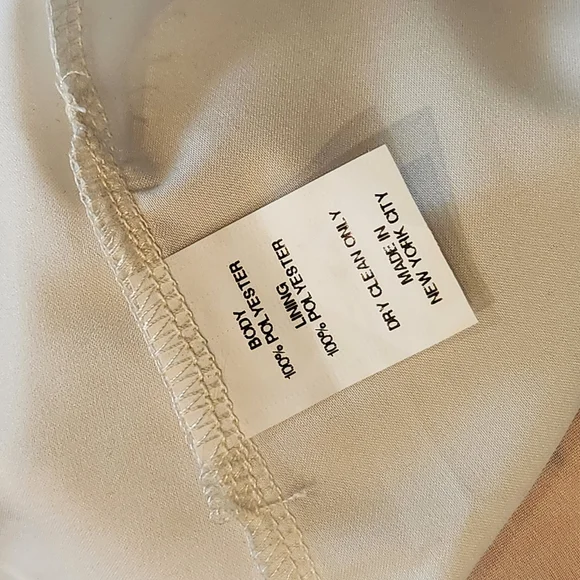 BODY
100% POLYESTER
LINING
100% POLYESTER
DRY CLEAN ONLY
MADE IN
NEW YORK CITY